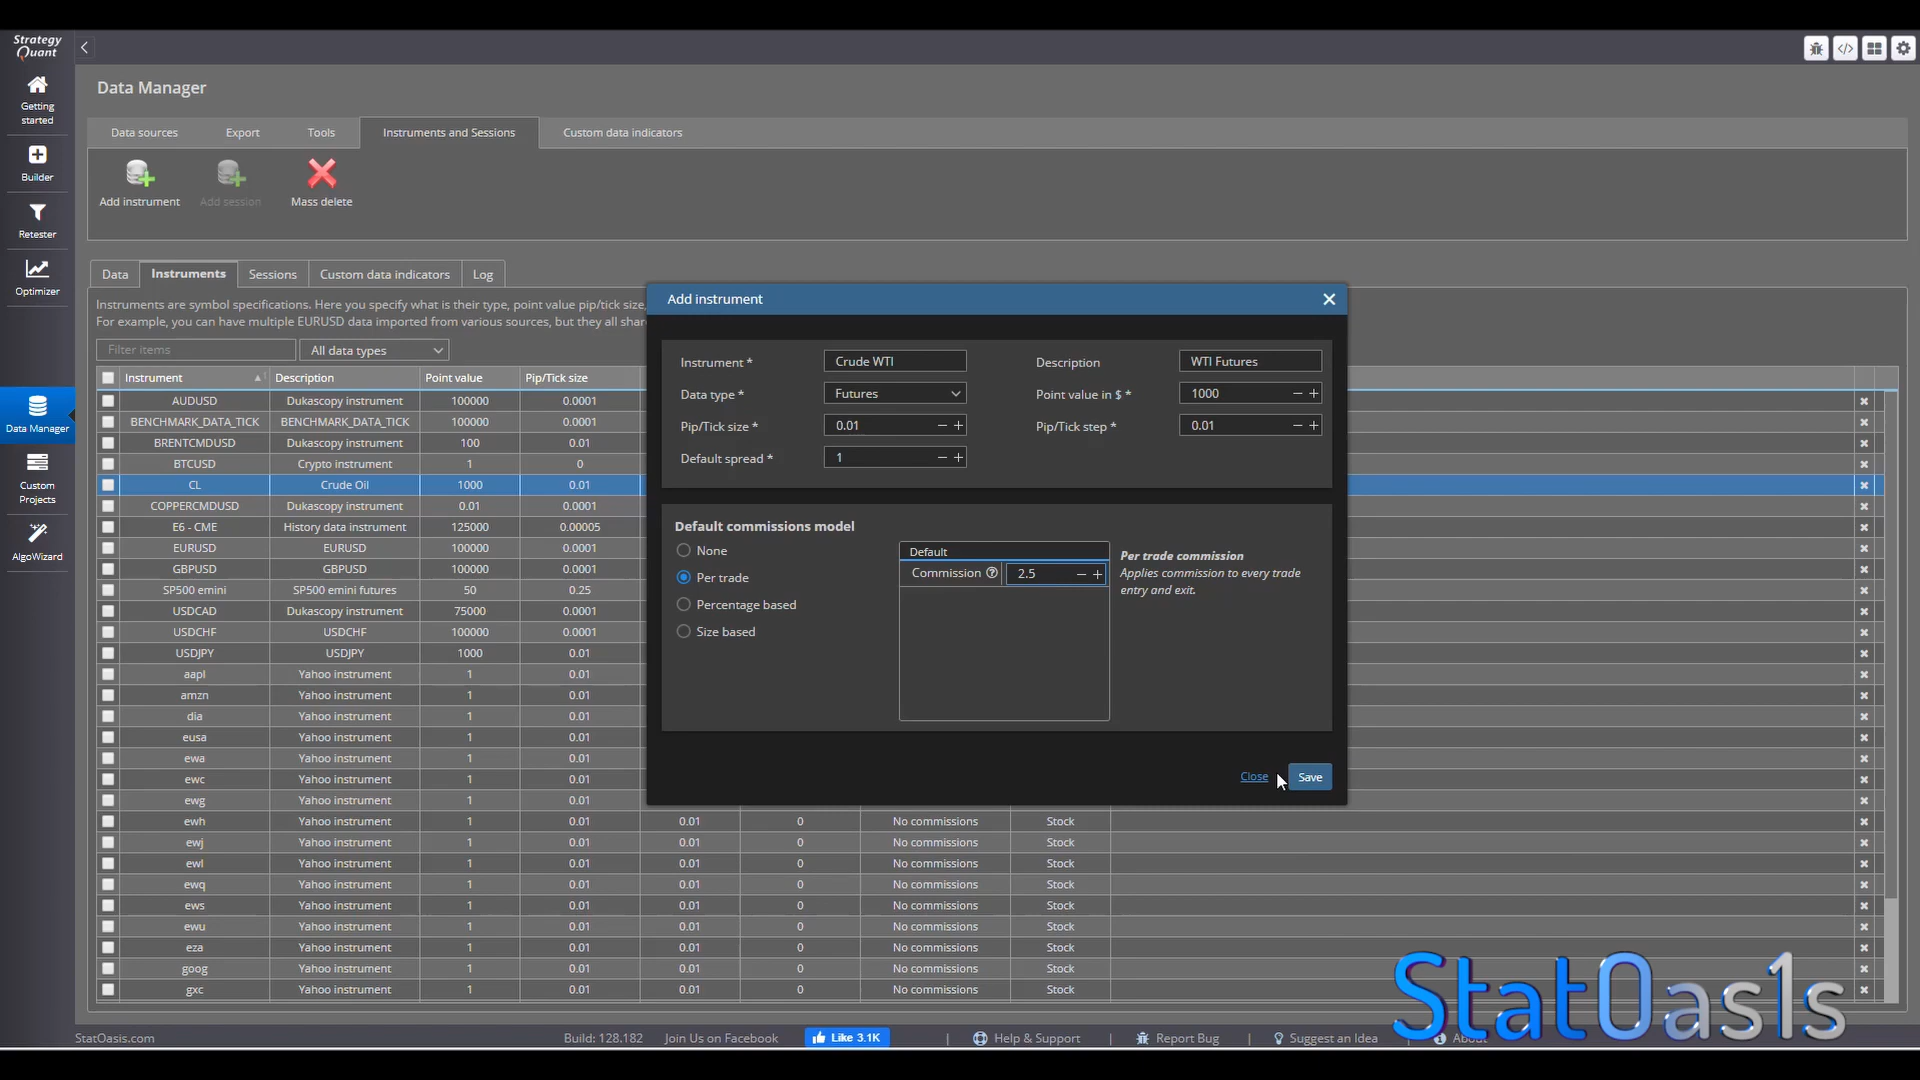 Strategy
Quant
Getting
started
Builder
Retester
Optimizer
Data Manager
Custom
Projects
AlgoWizard
Data Manager
Data sources Export Tools Instruments and Sessions Custom data indicators
Add instrument Add session Mass delete
Data Instruments Sessions Custom data indicators Log
Instruments are symbol specifications. Here you specify what is their type, point value pip/tick size,
For example, you can have multiple EURUSD data imported from various sources, but they all
Filter items All data types
Instrument Description Point value Pip/Tick size
AUDUSD Dukascopy instrument 100000 0.0001
BENCHMARK_DATA_TICK BENCHMARK_DATA_TICK 100000 0.0001
BRENTCMDUSD Dukascopy instrument 100 0.01
BTCUSD Crypto instrument 1 0
CL Crude Oil 1000 0.01
COPPERCMDUSD Dukascopy instrument 0.01 0.0001
E6 - CME History data instrument 125000 0.00005
EURUSD EURUSD 100000 0.0001
GBPUSD GBPUSD 100000 0.0001
SP500 emini SP500 emini futures 50 0.25
USDCAD Dukascopy instrument 75000 0.0001
USDCHF USDCHF 100000 0.0001
USDJPY USDJPY 1000 0.01
aapl Yahoo instrument 1 0.01
amzn Yahoo instrument 1 0.01
dia Yahoo instrument 1 0.01
eusa Yahoo instrument 1 0.01
ewa Yahoo instrument 1 0.01
ewc Yahoo instrument 1 0.01
ewg Yahoo instrument 1 0.01
ewh Yahoo instrument 1 0.01 0.01 0 No commissions Stock
ewj Yahoo instrument 1 0.01 0.01 0 No commissions Stock
ewl Yahoo instrument 1 0.01 0.01 0 No commissions Stock
ewq Yahoo instrument 1 0.01 0.01 0 No commissions Stock
ews Yahoo instrument 1 0.01 0.01 0 No commissions Stock
ewu Yahoo instrument 1 0.01 0.01 0 No commissions Stock
eza Yahoo instrument 1 0.01 0.01 0 No commissions Stock
goog Yahoo instrument 1 0.01 0.01 0 No commissions Stock
gxc Yahoo instrument 1 0.01 0.01 0 No commissions Stock
Add instrument
Instrument * Crude WTI Description WTI Futures
Data type * Futures Point value in $ * 1000
Pip/Tick size * 0.01 Pip/Tick step * 0.01
Default spread * 1
Default commissions model
None
Per trade
Percentage based
Size based
Default
Commission 2.5
Per trade commission
Applies commission to every trade
entry and exit.
Close Save
StatOas1s
StatOasis.com Build: 128.182 Join Us on Facebook Like 3.1K | Help & Support | Report Bug | Suggest an Idea | About